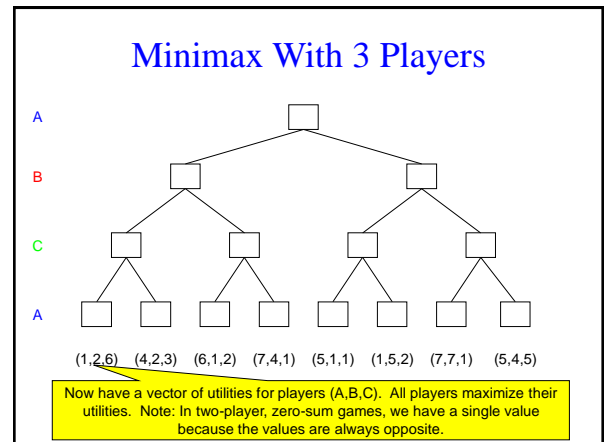 Minimax With 3 Players
A
B
C
A
(1,2,6) (4,2,3) (6,1,2) (7,4,1) (5,1,1) (1,5,2) (7,7,1) (5,4,5)
Now have a vector of utilities for players (A,B,C). All players maximize their
utilities. Note: In two-player, zero-sum games, we have a single value
because the values are always opposite.